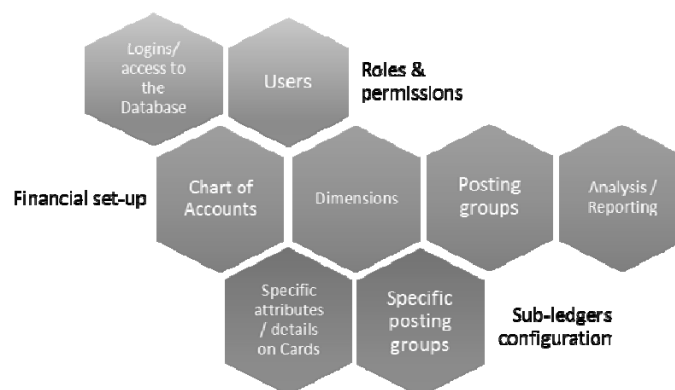 Logins/
access to
the
Database
Users
Roles &
permissions
Financial set-up
Chart of
Accounts
Dimensions
Posting
groups
Analysis /
Reporting
Specific
attributes
/ details
on Cards
Specific
posting
groups
Sub-ledgers
configuration